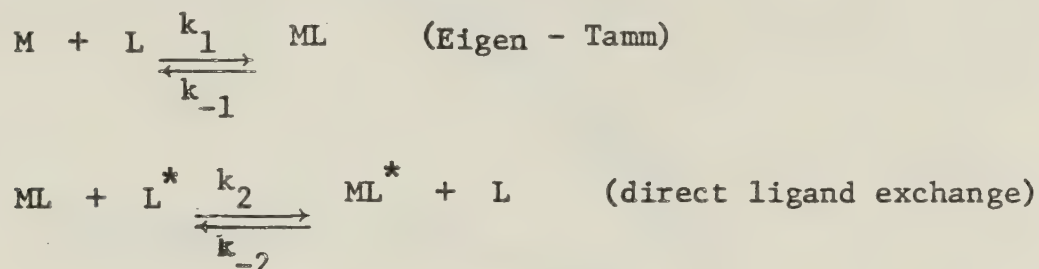 M + L k₁ ⇌ k₋₁ ML (Eigen - Tamm)
ML + L* k₂ ⇌ k₋₂ ML* + L (direct ligand exchange)